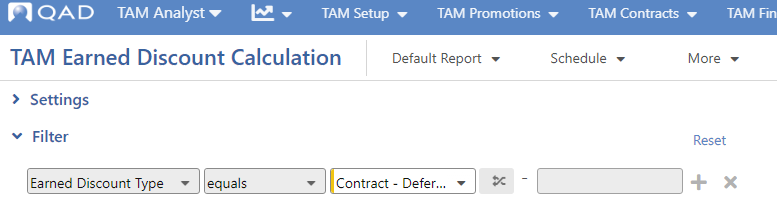 QAD TAM Analyst TAM Setup TAM Promotions TAM Contracts TAM Fin
TAM Earned Discount Calculation Default Report Schedule More
Settings
Filter
Reset
Earned Discount Type equals Contract - Defer... -